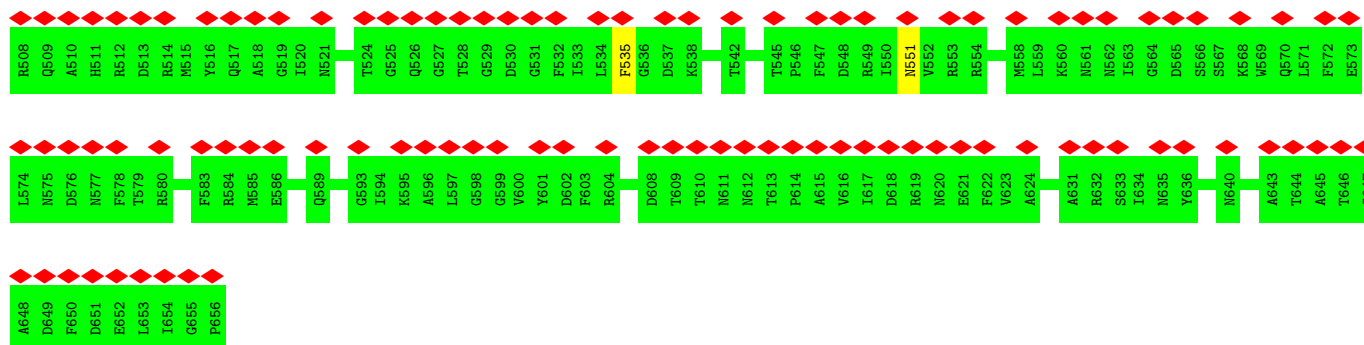 R508 Q509 A510 H511 R512 D513 R514 M515 Y516 Q517 A518 G519 I520 N521 T524 G525 Q526 G527 T528 G529 D530 G531 F532 I533 L534 F535 G536 D537 K538 T542 T545 P546 F547 D548 R549 I550 N551 V552 R553 R554 M558 L559 K560 N561 N562 I563 G564 D565 S566 S567 K568 W569 Q570 L571 F572 E573
L574 N575 D576 N577 F578 T579 R580 F583 R584 M585 E586 Q589 G593 I594 K595 A596 L597 G598 G599 V600 Y601 D602 F603 R604 D608 T609 T610 N611 N612 T613 P614 A615 V616 I617 D618 R619 N620 E621 F622 V623 A624 A631 R632 S633 I634 N635 Y636 N640 A643 T644 A645 T646
A648 D649 F650 D651 E652 L653 I654 G655 P656